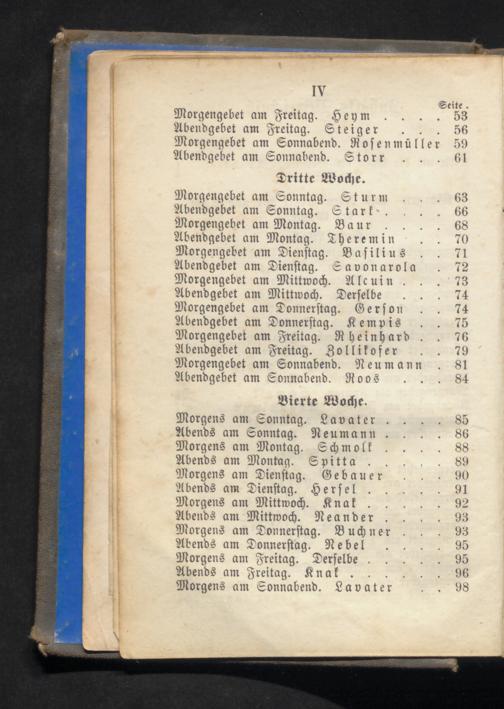 IV
Seite.
Morgengebet am Freitag. Heym . . . . 53
Abendgebet am Freitag. Steiger . . . 56
Morgengebet am Sonnabend. Rosenmüller 59
Abendgebet am Sonnabend. Storr . . . 61
Dritte Woche.
Morgengebet am Sonntag. Sturm . . . 63
Abendgebet am Sonntag. Stark . . . . 66
Morgengebet am Montag. Baur . . . . 68
Abendgebet am Montag. Theremin . . . 70
Morgengebet am Dienstag. Basilius . . . 71
Abendgebet am Dienstag. Savonarola . . 72
Morgengebet am Mittwoch. Alcuin . . . 73
Abendgebet am Mittwoch. Derselbe . . . 74
Morgengebet am Donnerstag. Gerson . . 74
Abendgebet am Donnerstag. Kempis . . . 75
Morgengebet am Freitag. Rheinhard . . . 76
Abendgebet am Freitag. Zollikofer . . . 79
Morgengebet am Sonnabend. Neumann . 81
Abendgebet am Sonnabend. Roos . . . 84
Vierte Woche.
Morgens am Sonntag. Lavater . . . . . 85
Abends am Sonntag. Neumann . . . . 86
Morgens am Montag. Schmolk . . . . 88
Abends am Montag. Spitta . . . . . 89
Morgens am Dienstag. Gebauer . . . . 90
Abends am Dienstag. Hersel . . . . . 91
Morgens am Mittwoch. Knak . . . . . 92
Abends am Mittwoch. Neander . . . . 93
Morgens am Donnerstag. Buchner . . . 93
Abends am Donnerstag. Nebel . . . . 95
Morgens am Freitag. Derselbe . . . . . 95
Abends am Freitag. Knak . . . . . . 96
Morgens am Sonnabend. Lavater . . . 98